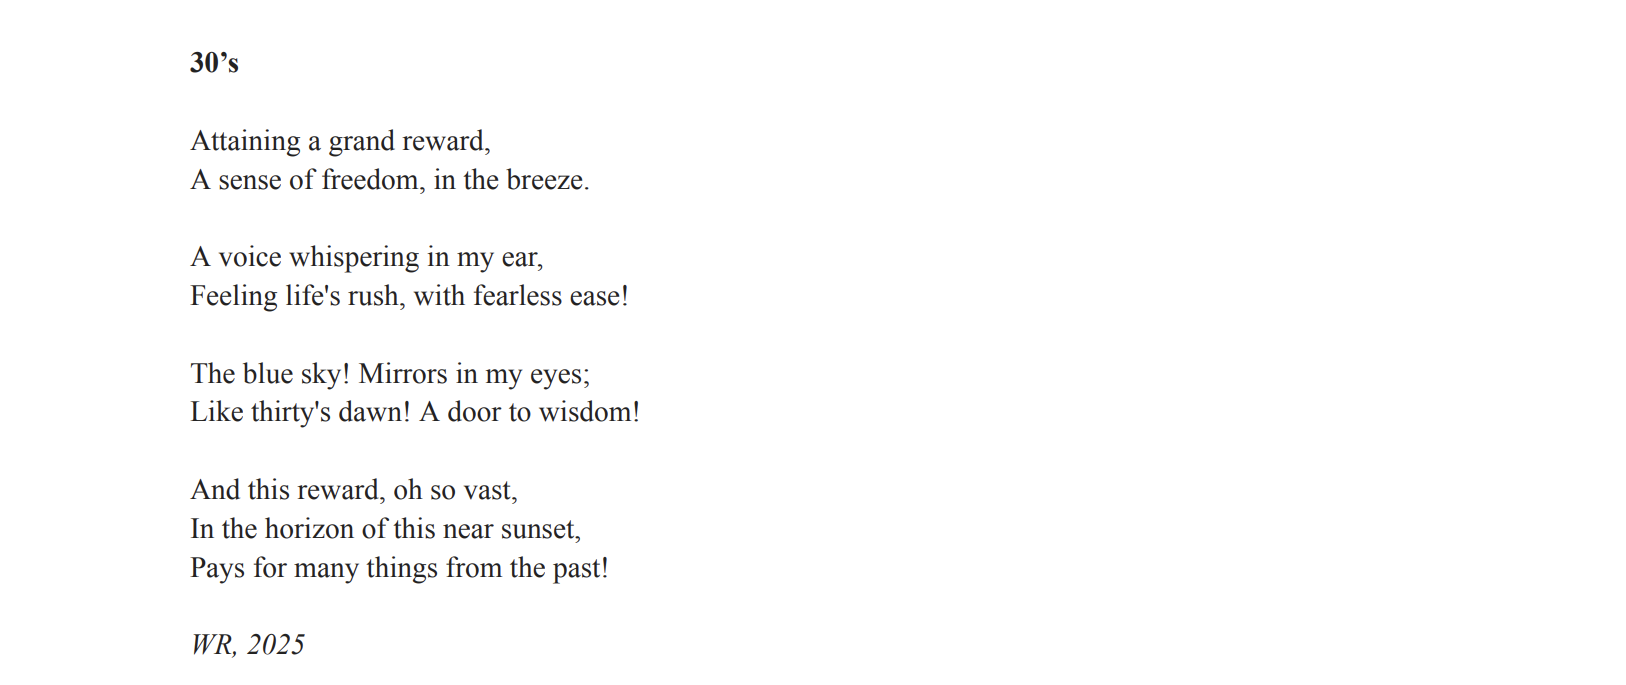 30’s
Attaining a grand reward,
A sense of freedom, in the breeze.
A voice whispering in my ear,
Feeling life's rush, with fearless ease!
The blue sky! Mirrors in my eyes;
Like thirty's dawn! A door to wisdom!
And this reward, oh so vast,
In the horizon of this near sunset,
Pays for many things from the past!
WR, 2025